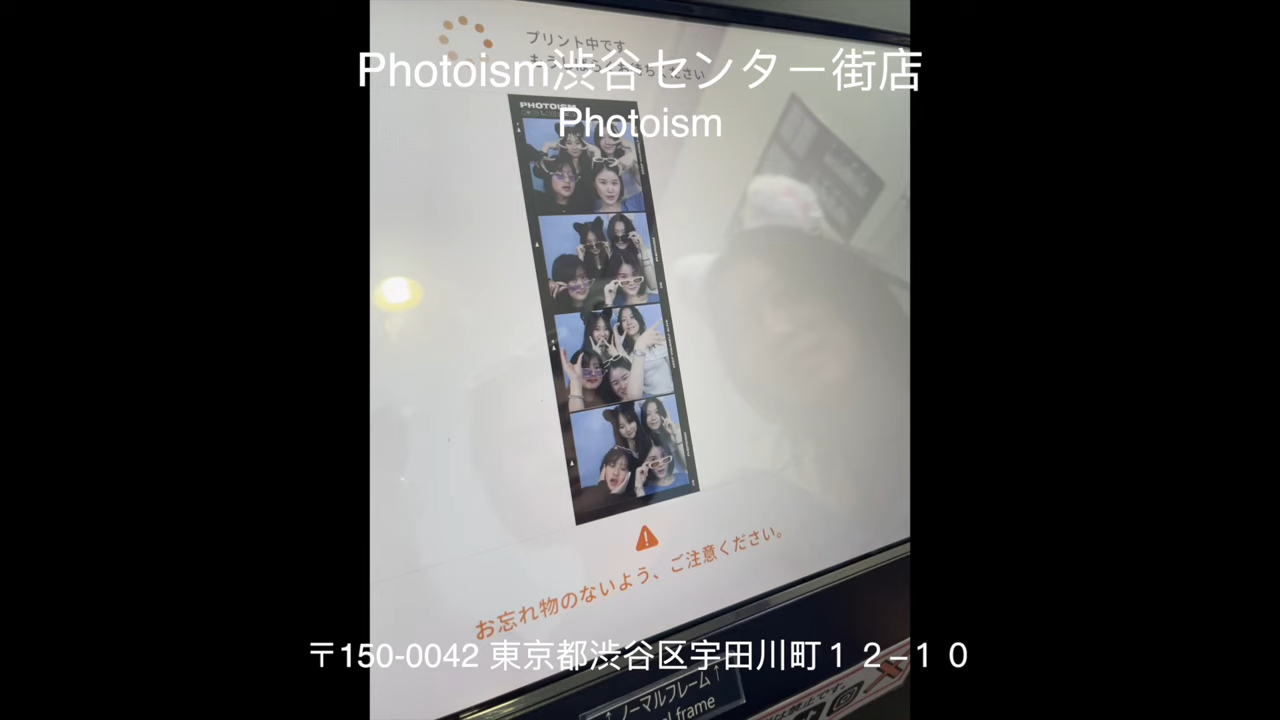 プリント中です
Photoism渋谷センター街店
PHOTOISM
Photoism
お忘れ物のないよう、ご注意ください。
〒150-0042 東京都渋谷区宇田川町１２−１０
↑ノーマルフレーム↑
frame